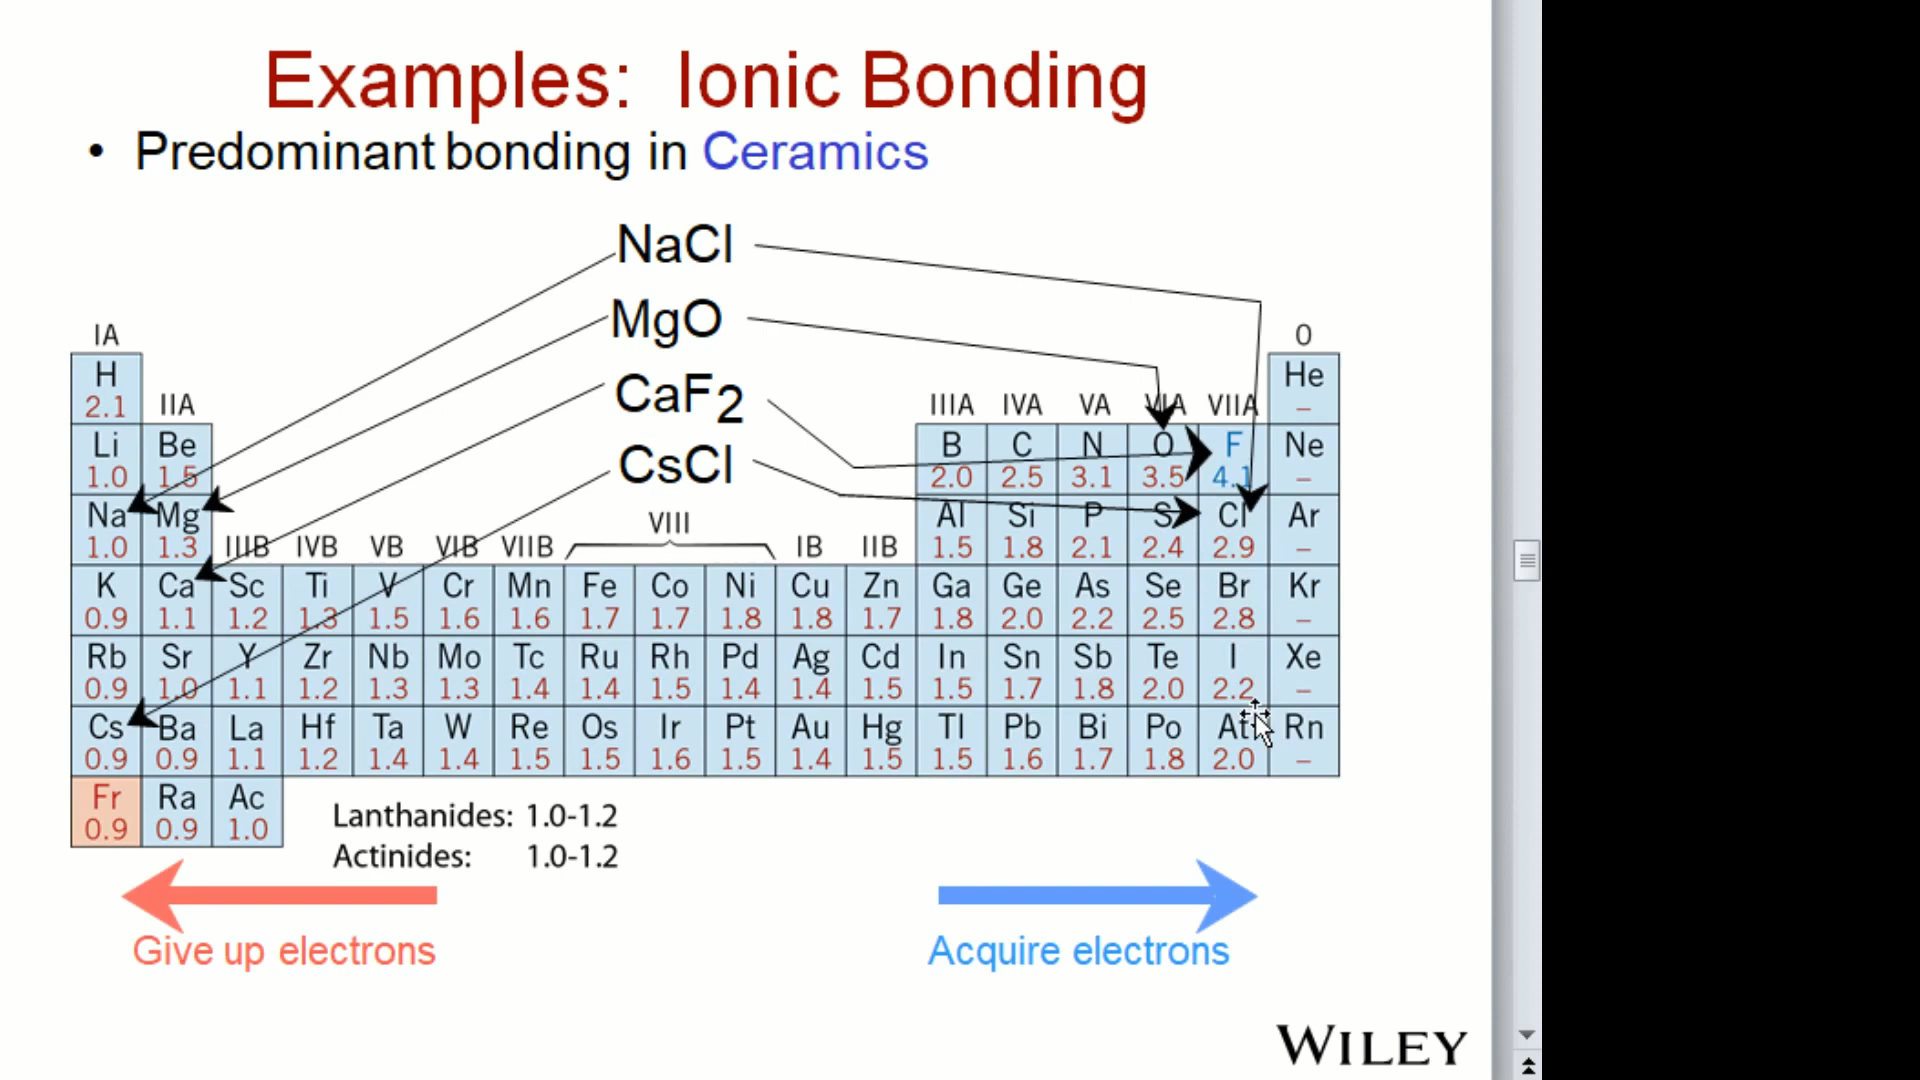 Examples: Ionic Bonding
• Predominant bonding in Ceramics
NaCl
MgO
CaF2
CsCl
IA O
H He
2.1 IIA IIIA IVA VA VIA VIIA –
Li Be B C N O F Ne
1.0 1.5 2.0 2.5 3.1 3.5 4.1 –
Na Mg VIII Al Si P S Cl Ar
1.0 1.3 IIIB IVB VB VIB VIIB IB IIB 1.5 1.8 2.1 2.4 2.9 –
K Ca Sc Ti V Cr Mn Fe Co Ni Cu Zn Ga Ge As Se Br Kr
0.9 1.1 1.2 1.3 1.5 1.6 1.6 1.7 1.7 1.8 1.8 1.7 1.8 2.0 2.2 2.5 2.8 –
Rb Sr Y Zr Nb Mo Tc Ru Rh Pd Ag Cd In Sn Sb Te I Xe
0.9 1.0 1.1 1.2 1.3 1.3 1.4 1.4 1.5 1.4 1.4 1.5 1.5 1.7 1.8 2.0 2.2 –
Cs Ba La Hf Ta W Re Os Ir Pt Au Hg Tl Pb Bi Po At Rn
0.9 0.9 1.1 1.2 1.4 1.4 1.5 1.5 1.6 1.5 1.4 1.5 1.5 1.6 1.7 1.8 2.0 –
Fr Ra Ac
0.9 0.9 1.0
Lanthanides: 1.0-1.2
Actinides: 1.0-1.2
Give up electrons Acquire electrons
WILEY